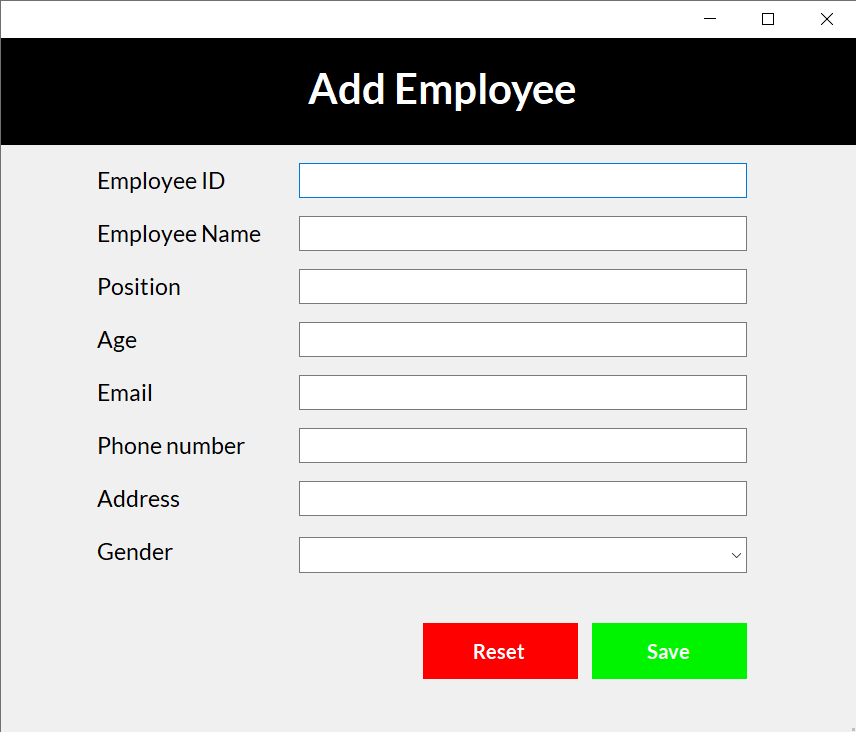 Add Employee
Employee ID
Employee Name
Position
Age
Email
Phone number
Address
Gender
Reset
Save